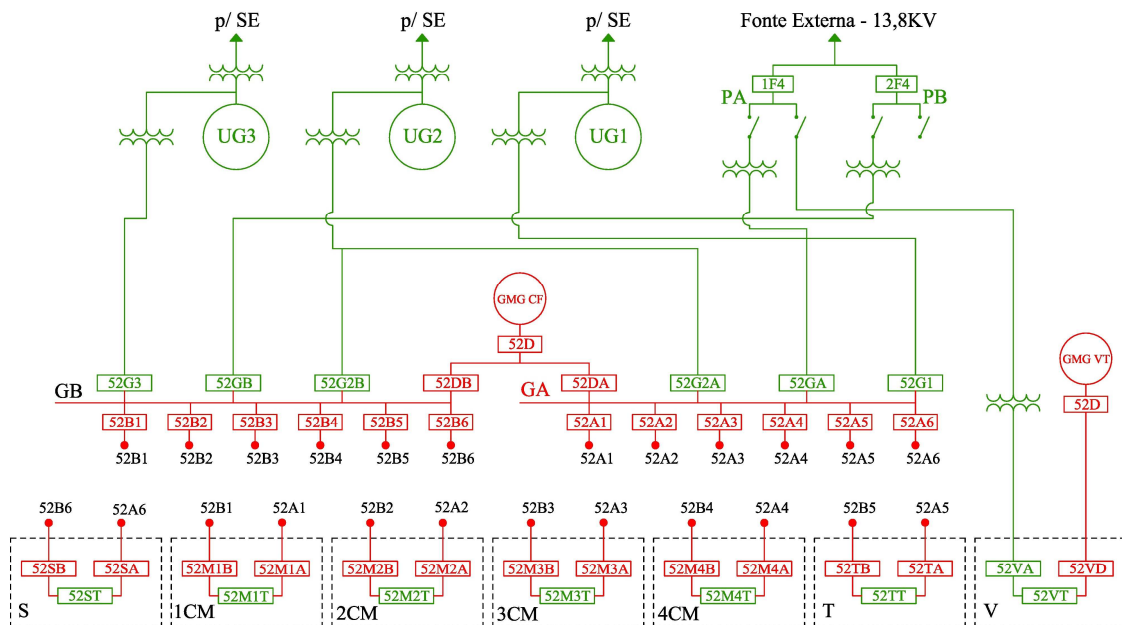 p/ SE p/ SE p/ SE Fonte Externa - 13,8KV
1F4 2F4
PA PB
UG3 UG2 UG1
GMG CF
52D
GMG VT
52G3 52GB 52G2B 52DB 52DA 52G2A 52GA 52G1
GB GA
52D
52B1 52B2 52B3 52B4 52B5 52B6 52A1 52A2 52A3 52A4 52A5 52A6
52B1 52B2 52B3 52B4 52B5 52B6 52A1 52A2 52A3 52A4 52A5 52A6
52B6 52A6 52B1 52A1 52B2 52A2 52B3 52A3 52B4 52A4 52B5 52A5
52SB 52SA 52M1B 52M1A 52M2B 52M2A 52M3B 52M3A 52M4B 52M4A 52TB 52TA 52VA 52VD
52ST 52M1T 52M2T 52M3T 52M4T 52TT 52VT
S 1CM 2CM 3CM 4CM T V